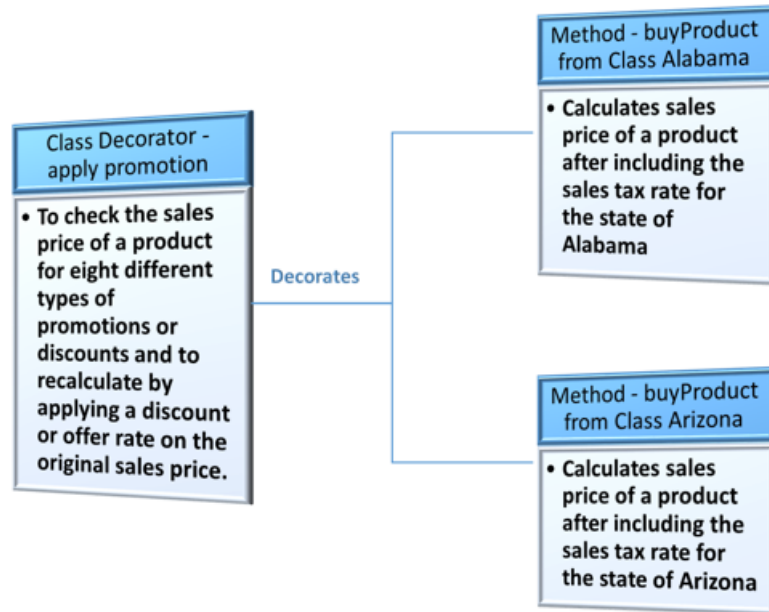 Class Decorator -
apply promotion
• To check the sales
price of a product
for eight different
types of
promotions or
discounts and to
recalculate by
applying a discount
or offer rate on the
original sales price.
Decorates
Method - buyProduct
from Class Alabama
• Calculates sales
price of a product
after including the
sales tax rate for
the state of
Alabama
Method - buyProduct
from Class Arizona
• Calculates sales
price of a product
after including the
sales tax rate for
the state of Arizona